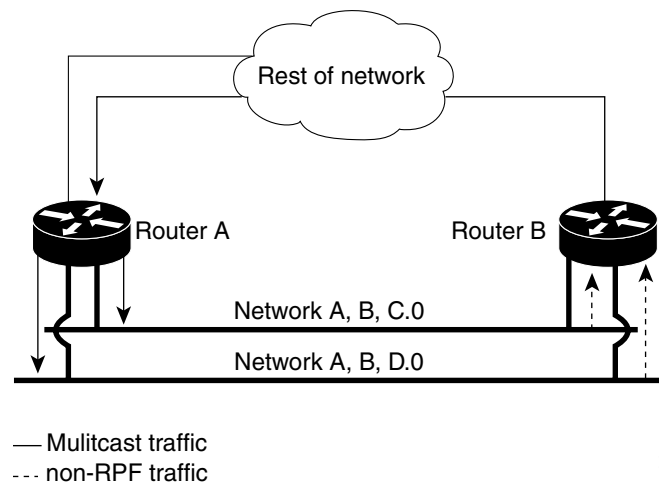 Rest of network
Router A
Router B
Network A, B, C.0
Network A, B, D.0
Mulitcast traffic
non-RPF traffic